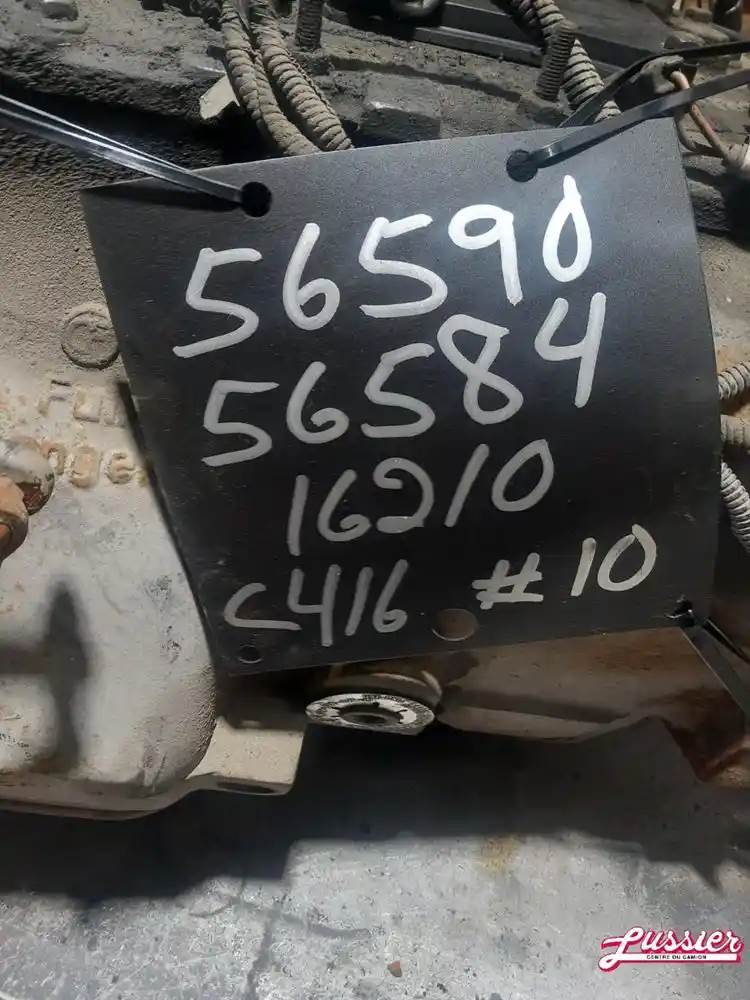 56590
56584
16210
C416 #10
Lussier
CENTRE DU CAMION